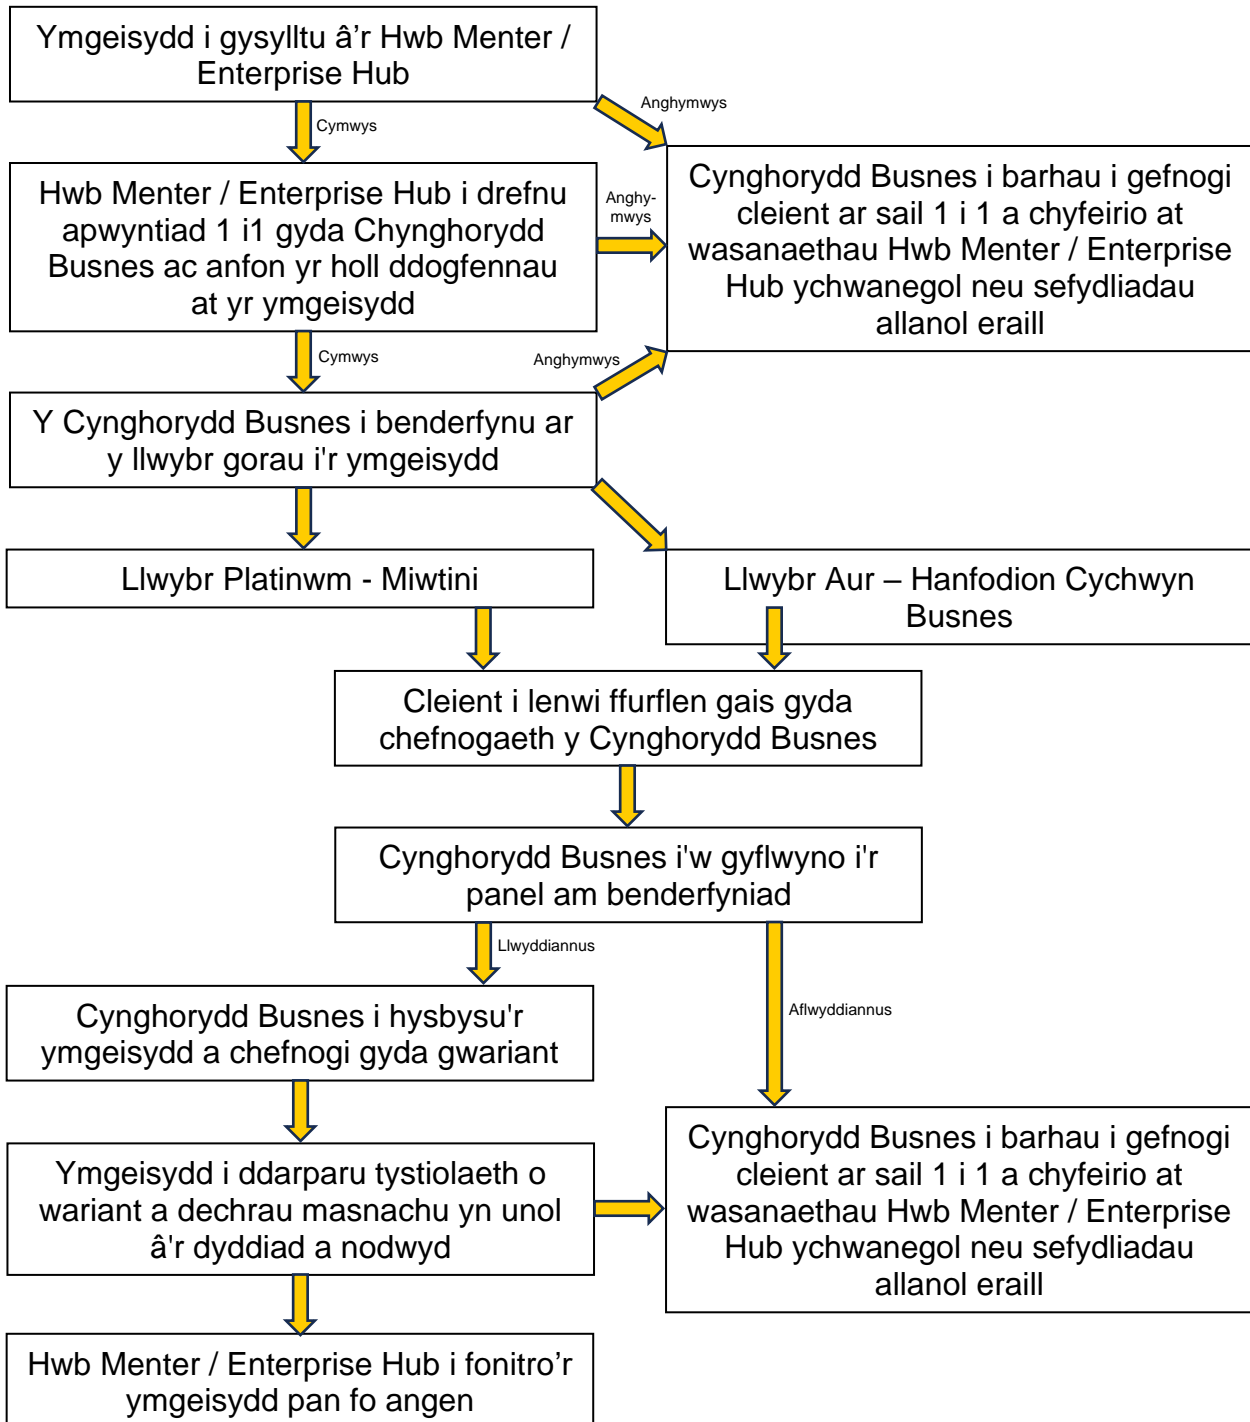 Ymgeisydd i gysylltu â'r Hwb Menter /
Enterprise Hub
Anghymwys
Cymwys
Hwb Menter / Enterprise Hub i drefnu
apwyntiad 1 i1 gyda Chynghorydd
Busnes ac anfon yr holl ddogfennau
at yr ymgeisydd
Anghy-
mwys
Cynghorydd Busnes i barhau i gefnogi
cleient ar sail 1 i 1 a chyfeirio at
wasanaethau Hwb Menter / Enterprise
Hub ychwanegol neu sefydliadau
allanol eraill
Cymwys
Anghymwys
Y Cynghorydd Busnes i benderfynu ar
y llwybr gorau i'r ymgeisydd
Llwybr Platinwm - Miwtini
Llwybr Aur – Hanfodion Cychwyn
Busnes
Cleient i lenwi ffurflen gais gyda
chefnogaeth y Cynghorydd Busnes
Cynghorydd Busnes i'w gyflwyno i'r
panel am benderfyniad
Llwyddiannus
Aflwyddiannus
Cynghorydd Busnes i hysbysu'r
ymgeisydd a chefnogi gyda gwariant
Ymgeisydd i ddarparu tystiolaeth o
wariant a dechrau masnachu yn unol
â'r dyddiad a nodwyd
Cynghorydd Busnes i barhau i gefnogi
cleient ar sail 1 i 1 a chyfeirio at
wasanaethau Hwb Menter / Enterprise
Hub ychwanegol neu sefydliadau
allanol eraill
Hwb Menter / Enterprise Hub i fonitro’r
ymgeisydd pan fo angen